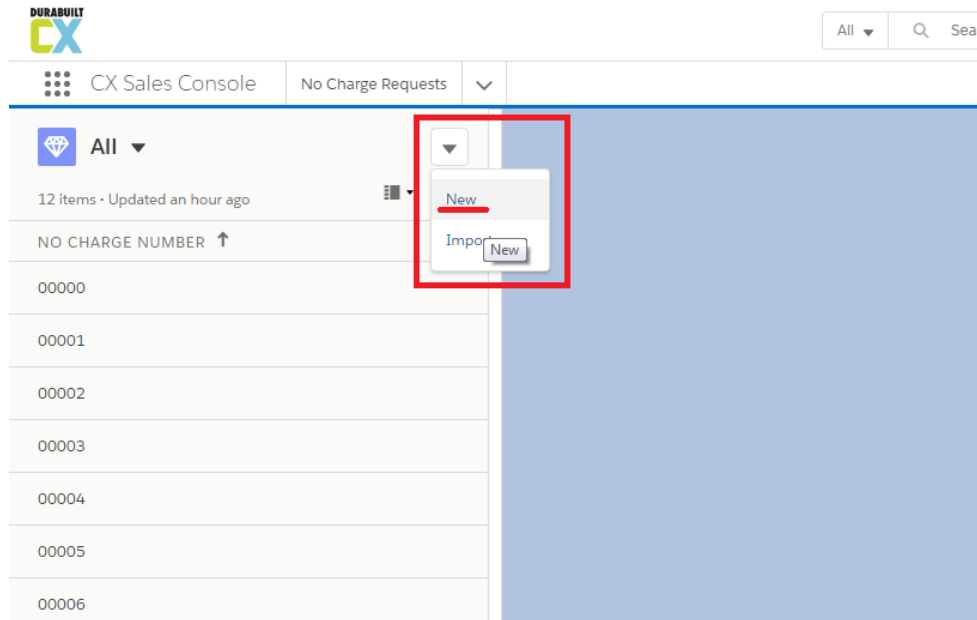 DURABUILT
CX
All
Sea
CX Sales Console
No Charge Requests
All
12 items • Updated an hour ago
New
NO CHARGE NUMBER ↑
New
00000
00001
00002
00003
00004
00005
00006